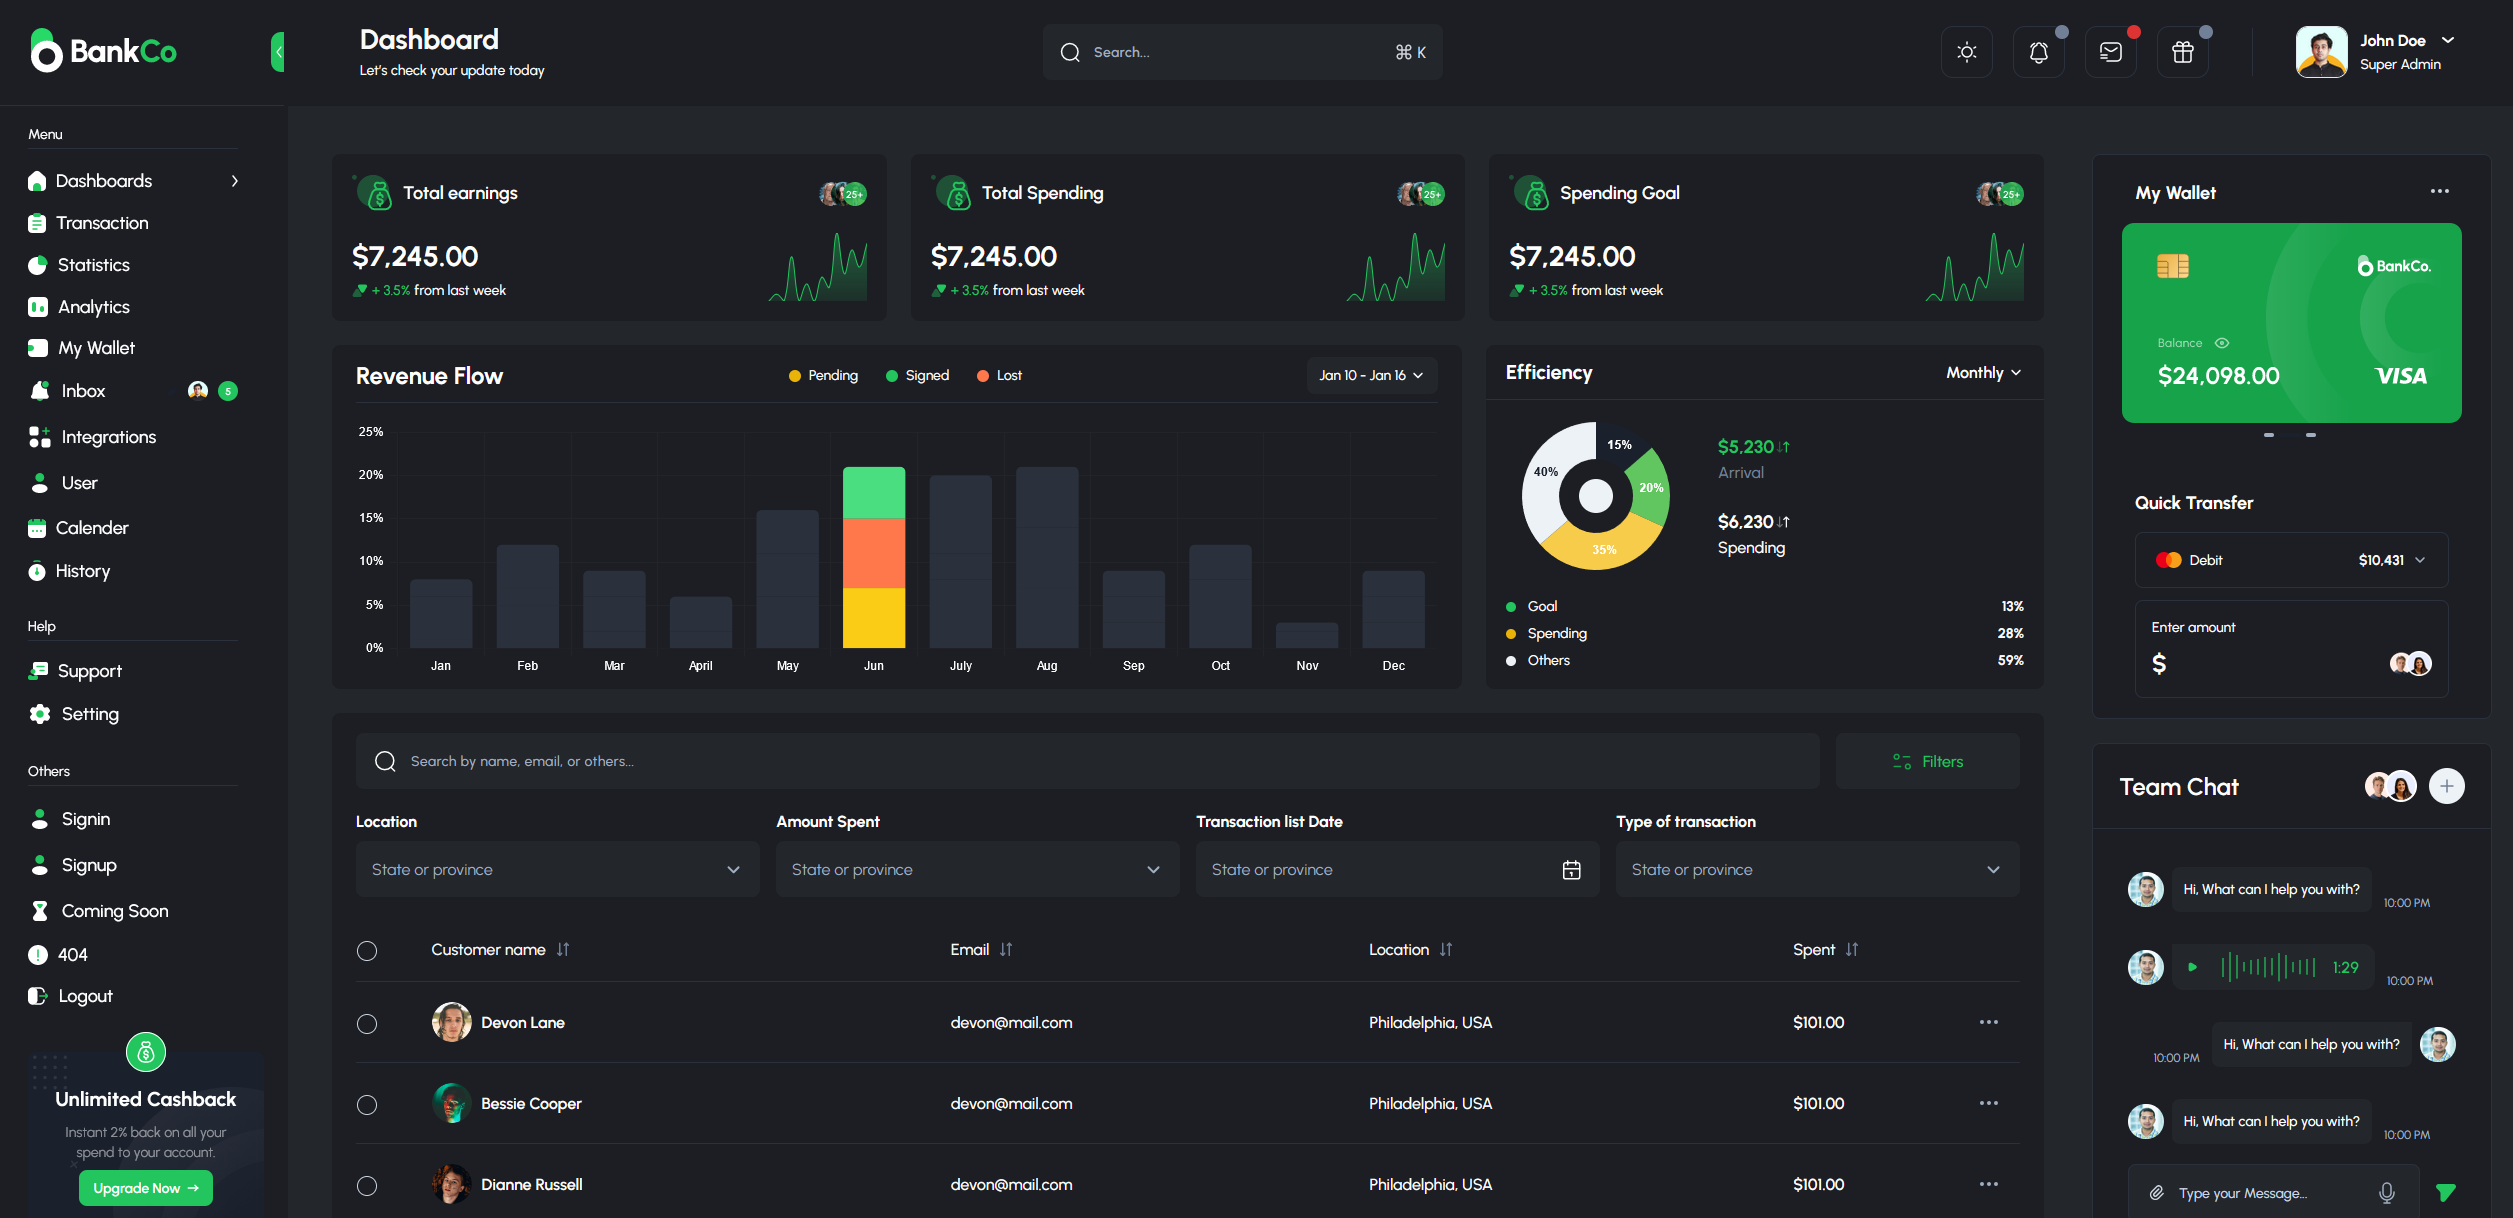 BankCo
Dashboard
Let's check your update today
Search...
⌘ K
John Doe
Super Admin
Menu
Dashboards
Transaction
Statistics
Analytics
My Wallet
Inbox
5
Integrations
User
Calender
History
Help
Support
Setting
Others
Signin
Signup
Coming Soon
404
Logout
Unlimited Cashback
Instant 2% back on all your
spend to your account.
Upgrade Now →
Total earnings
25+
$7,245.00
+ 3.5% from last week
Total Spending
25+
$7,245.00
+ 3.5% from last week
Spending Goal
25+
$7,245.00
+ 3.5% from last week
Revenue Flow
Pending
Signed
Lost
Jan 10 - Jan 16
25%
20%
15%
10%
5%
0%
Jan Feb Mar April May Jun July Aug Sep Oct Nov Dec
Efficiency
Monthly
15%
40%
20%
35%
$5,230
Arrival
$6,230
Spending
Goal 13%
Spending 28%
Others 59%
Search by name, email, or others...
Filters
Location
State or province
Amount Spent
State or province
Transaction list Date
State or province
Type of transaction
State or province
Customer name Email Location Spent
Devon Lane devon@mail.com Philadelphia, USA $101.00
Bessie Cooper devon@mail.com Philadelphia, USA $101.00
Dianne Russell devon@mail.com Philadelphia, USA $101.00
My Wallet
BankCo.
Balance
$24,098.00
VISA
Quick Transfer
Debit $10,431
Enter amount
$
Team Chat
Hi, What can I help you with?
10:00 PM
1:29
10:00 PM
Hi, What can I help you with?
10:00 PM
Hi, What can I help you with?
10:00 PM
Type your Message...